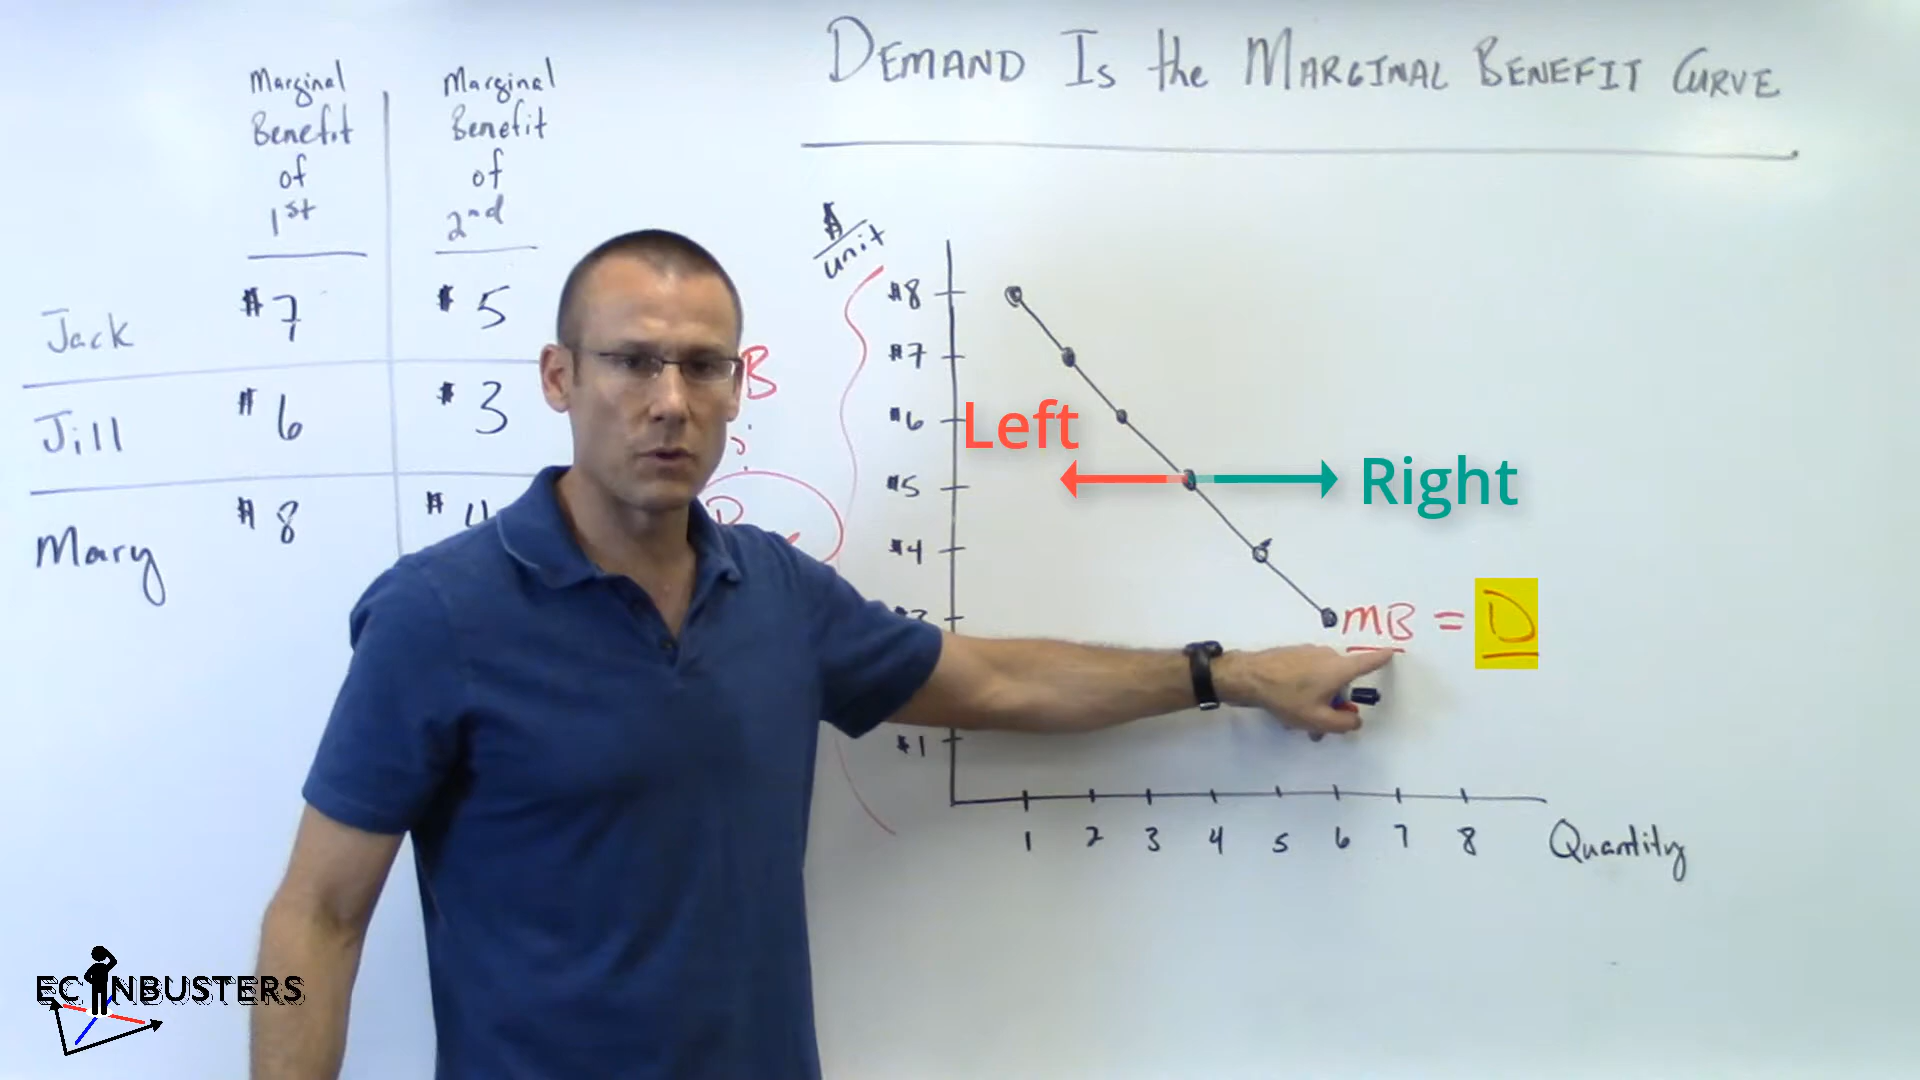 DEMAND IS the MARGINAL BENEFIT CURVE
Marginal
Benefit
of
1st
Marginal
Benefit
of
2nd
Jack $7 $5
Jill $6 $3
Mary $8 $4
B
$
unit
$8
$7
$6
$5
$4
$1
Left
Right
MB = D
1 2 3 4 5 6 7 8
Quantity
ECONBUSTERS